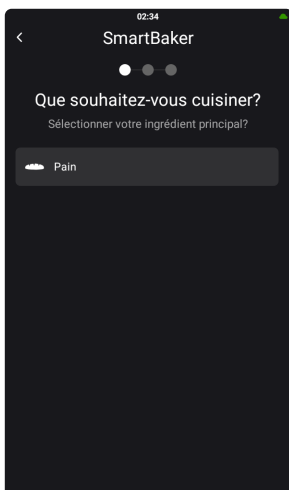 02:34
SmartBaker
Que souhaitez-vous cuisiner?
Sélectionner votre ingrédient principal?
Pain